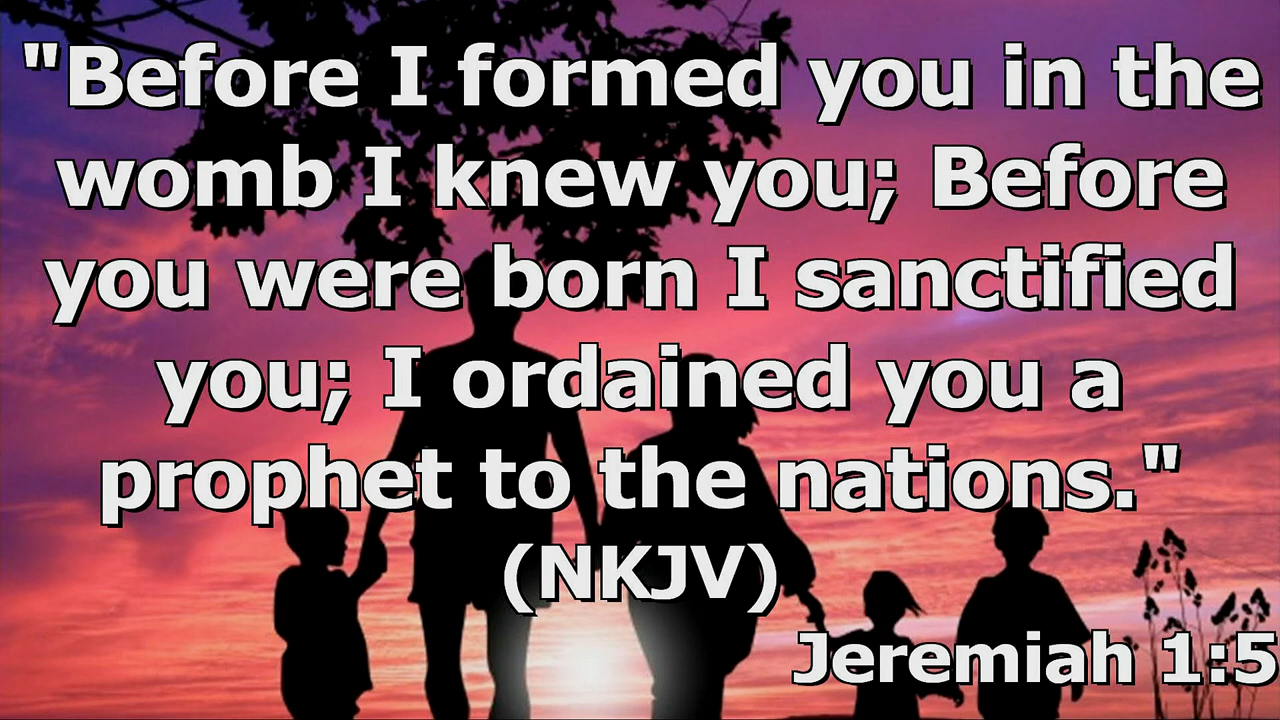 "Before I formed you in the
womb I knew you; Before
you were born I sanctified
you; I ordained you a
prophet to the nations."
(NKJV)
Jeremiah 1:5